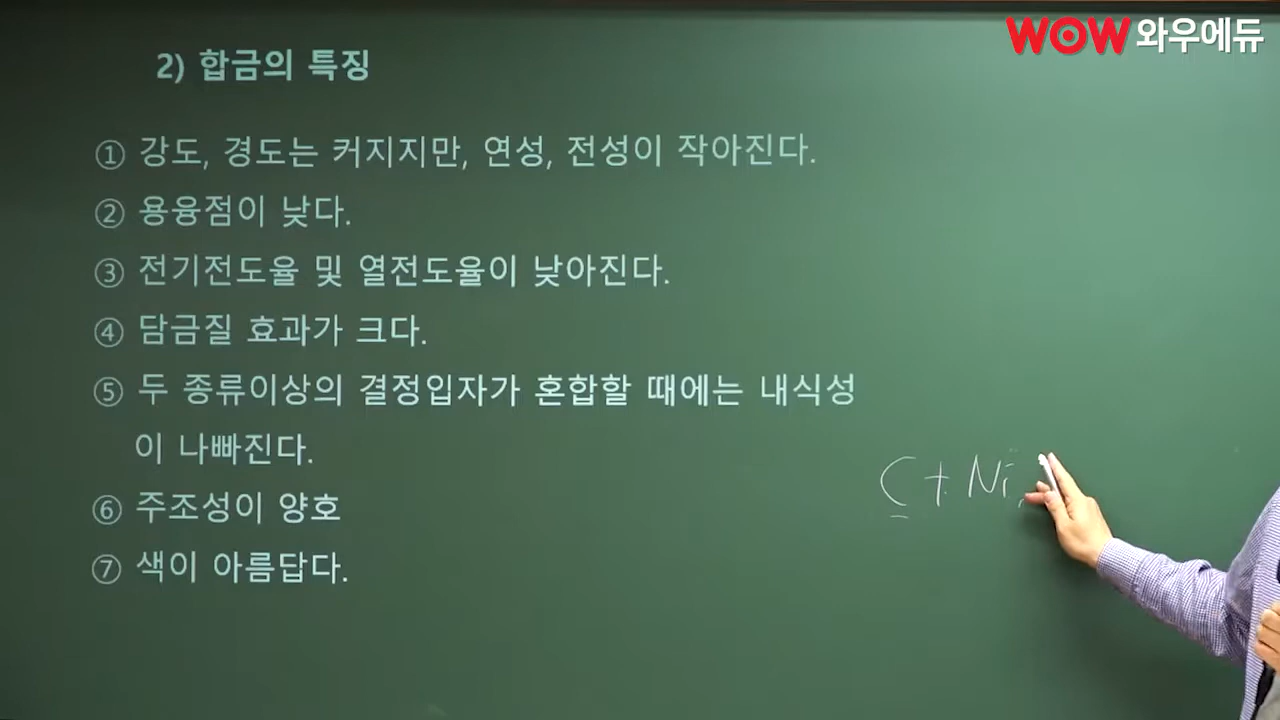 WOW 와우에듀
2) 합금의 특징
① 강도, 경도는 커지지만, 연성, 전성이 작아진다.
② 용융점이 낮다.
③ 전기전도율 및 열전도율이 낮아진다.
④ 담금질 효과가 크다.
⑤ 두 종류이상의 결정입자가 혼합할 때에는 내식성
이 나빠진다.
⑥ 주조성이 양호
⑦ 색이 아름답다.
C + Ni